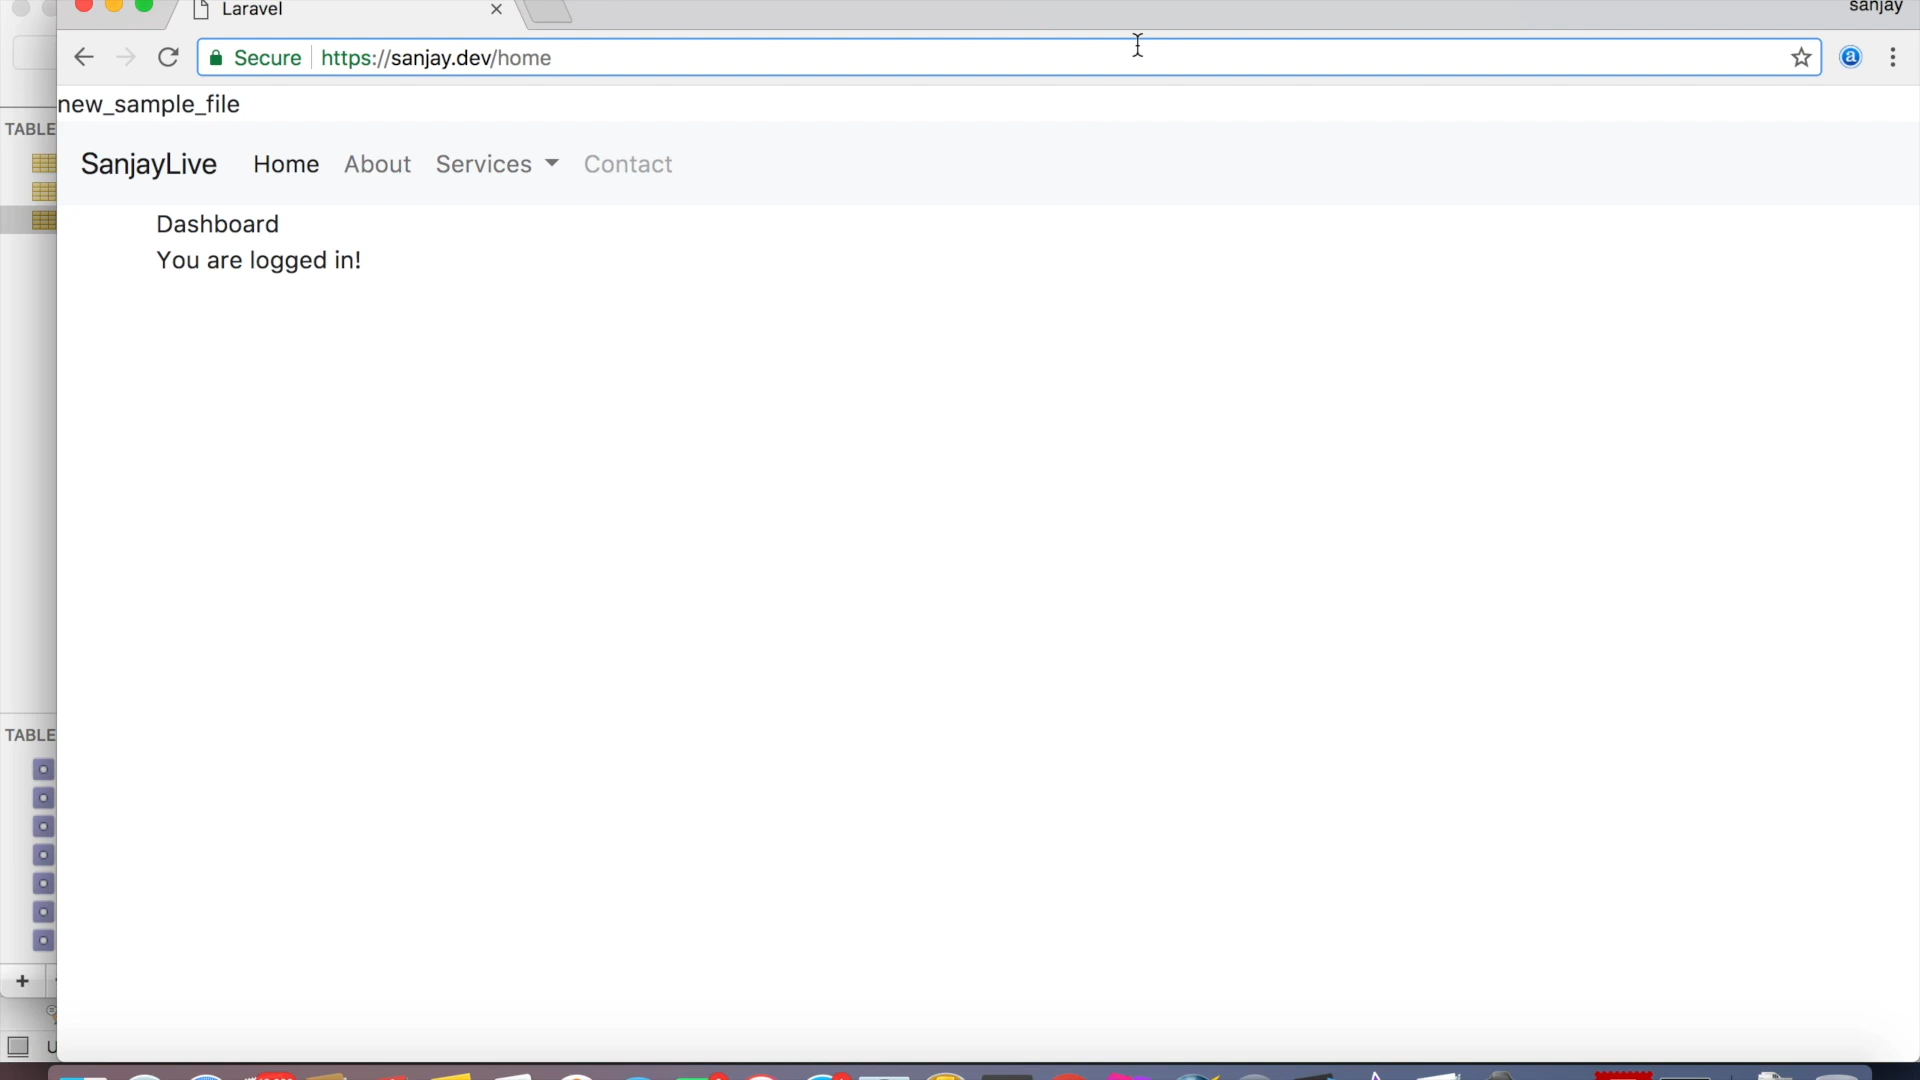 Laravel
sanjay
Secure
https://sanjay.dev/home
new_sample_file
TABLE
SanjayLive
Home
About
Services
Contact
Dashboard
You are logged in!
TABLE